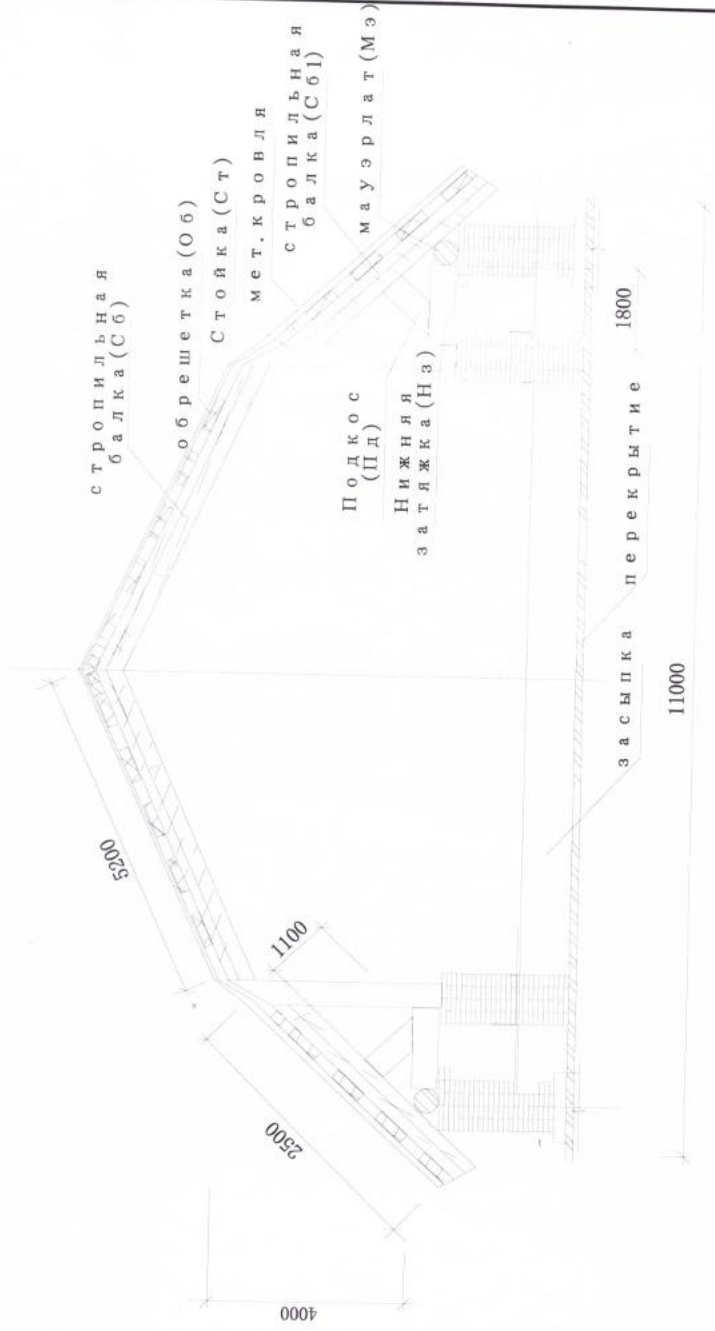 стропильная
балка(Сб)
обрешетка(Об)
Стойка(Ст)
мет.кровля
стропильная
балка(Сб1)
мауэрлат(Мэ)
5200
1100
2500
4000
Подкос
(Пд)
Нижняя
затяжка(Нз)
1800
засыпка перекрытие
11000